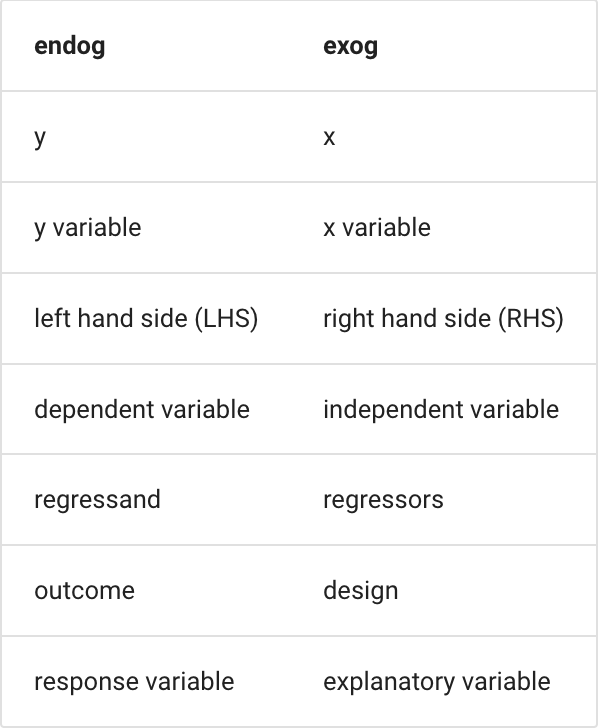 endog exog
y x
y variable x variable
left hand side (LHS) right hand side (RHS)
dependent variable independent variable
regressand regressors
outcome design
response variable explanatory variable